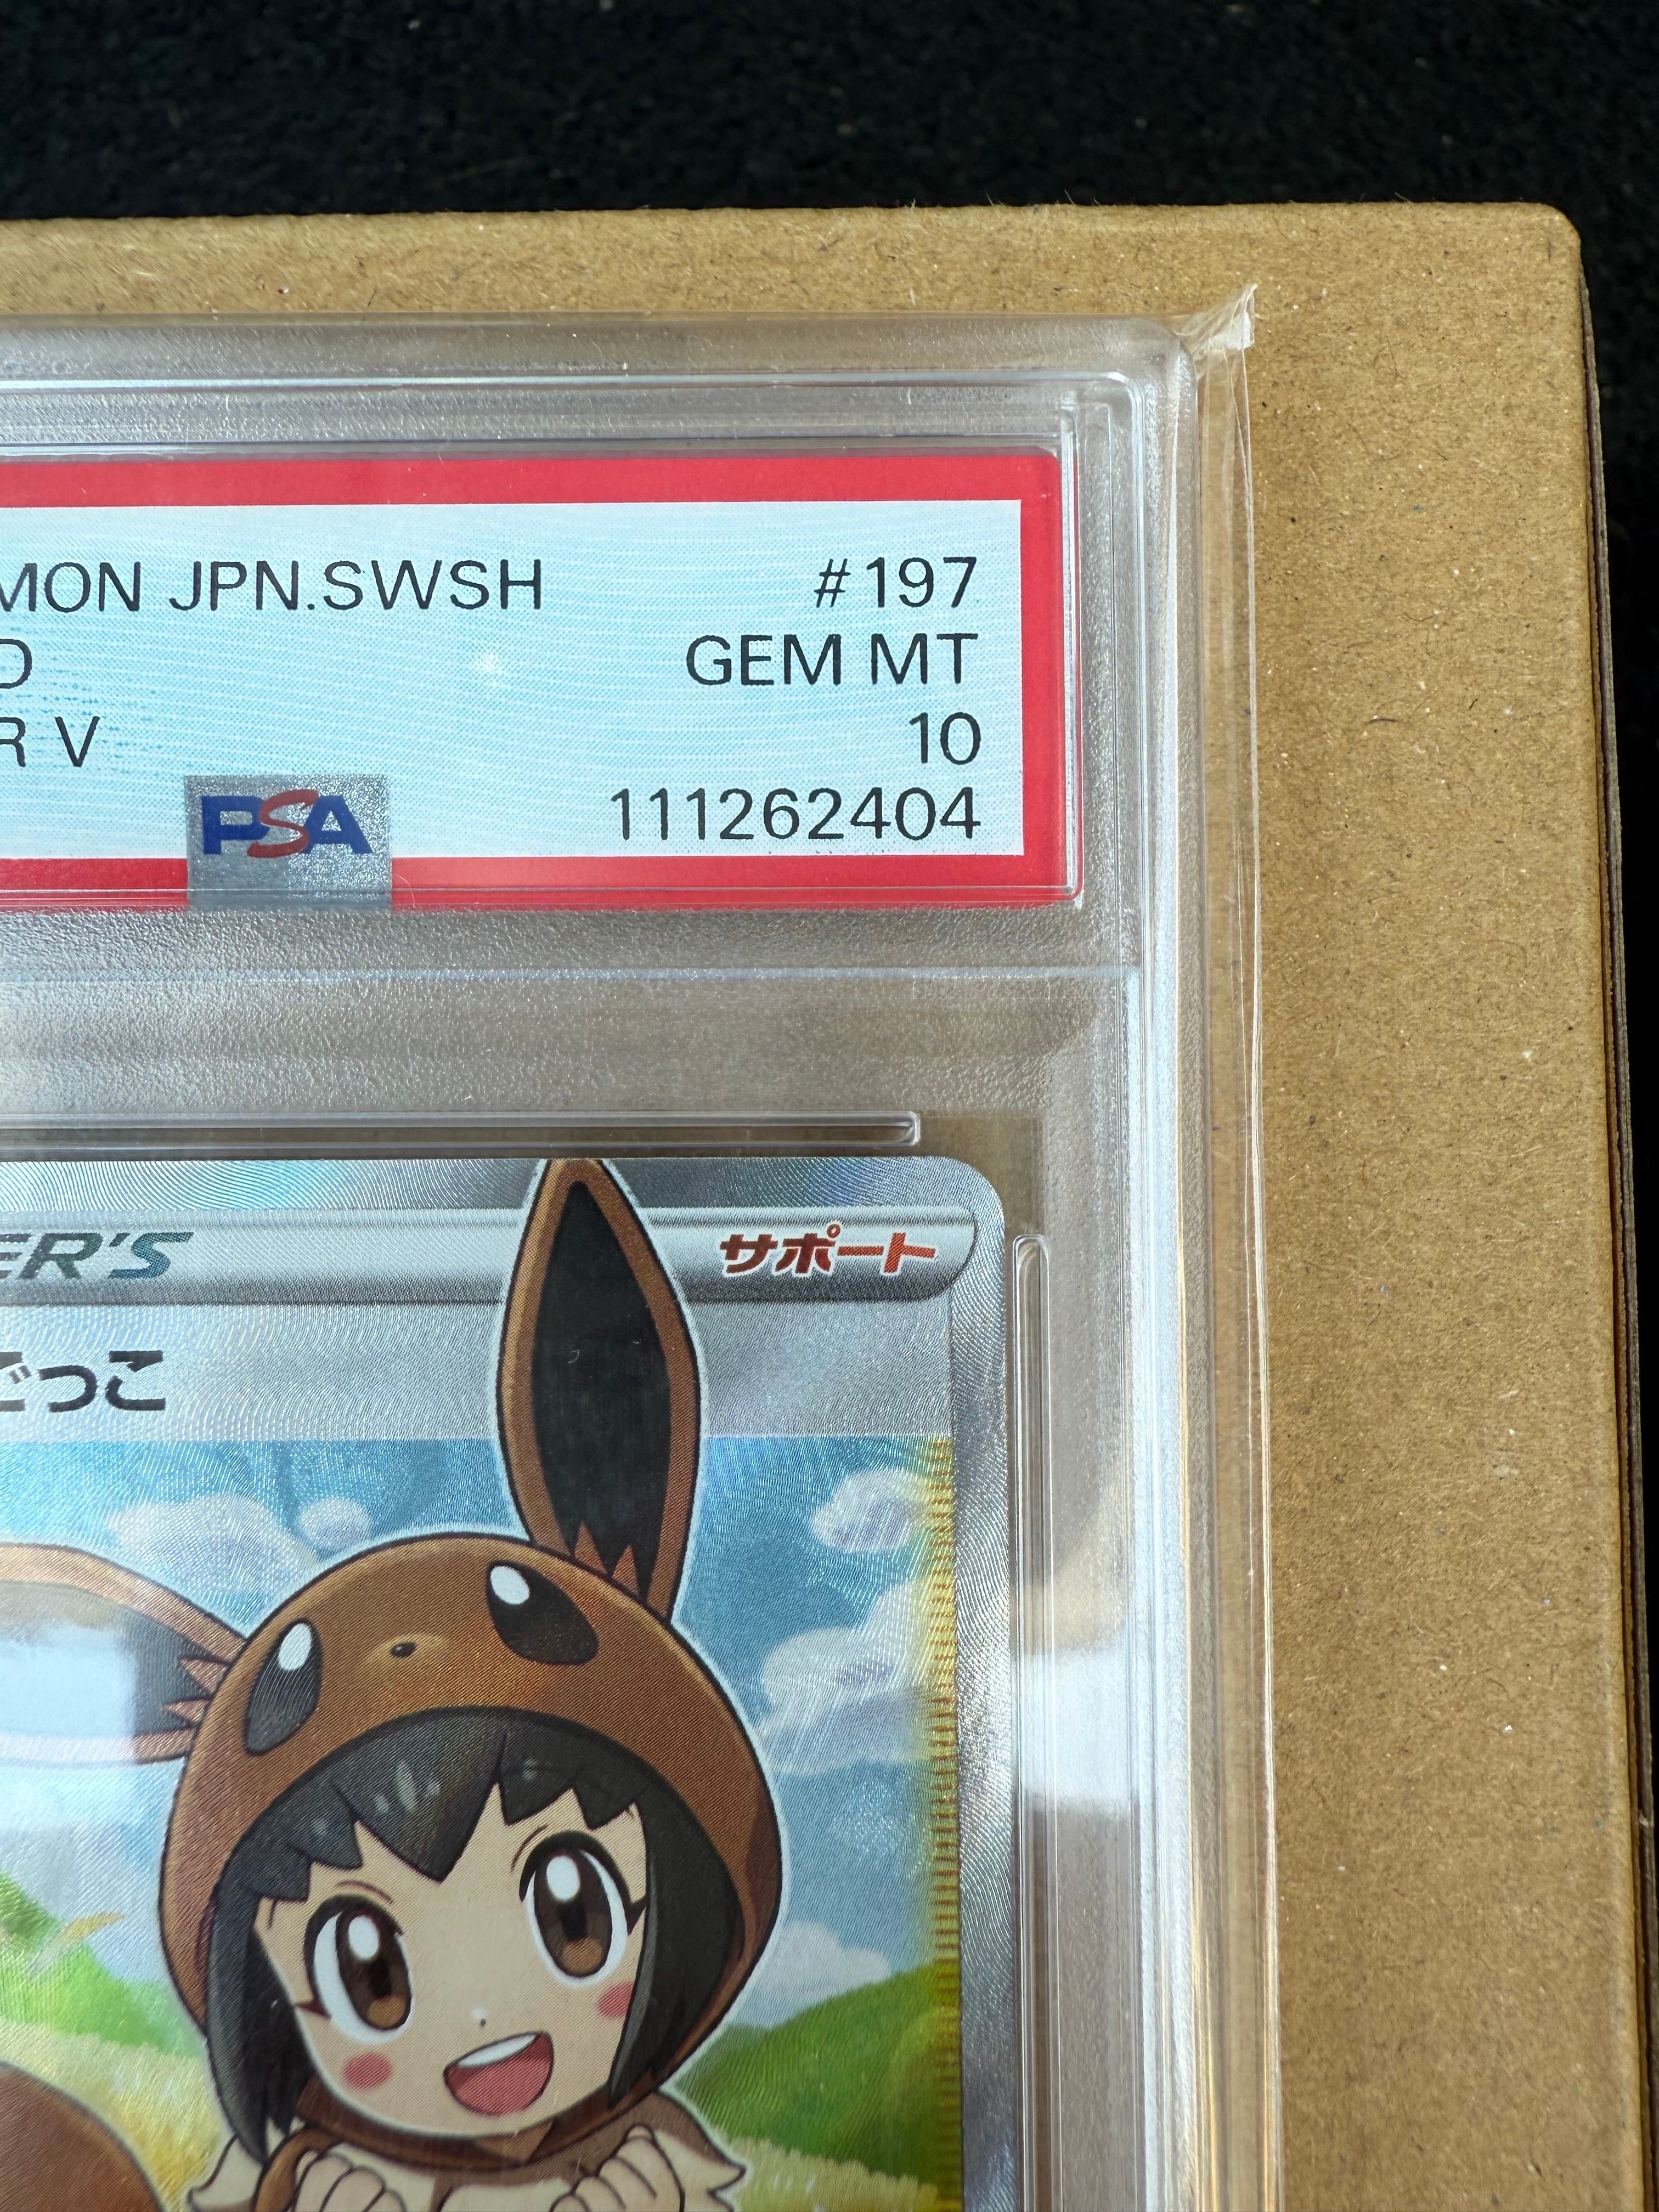 MON JPN.SWSH #197
D GEM MT
R V 10
PSA 111262404
ER'S サポート
ごっこ